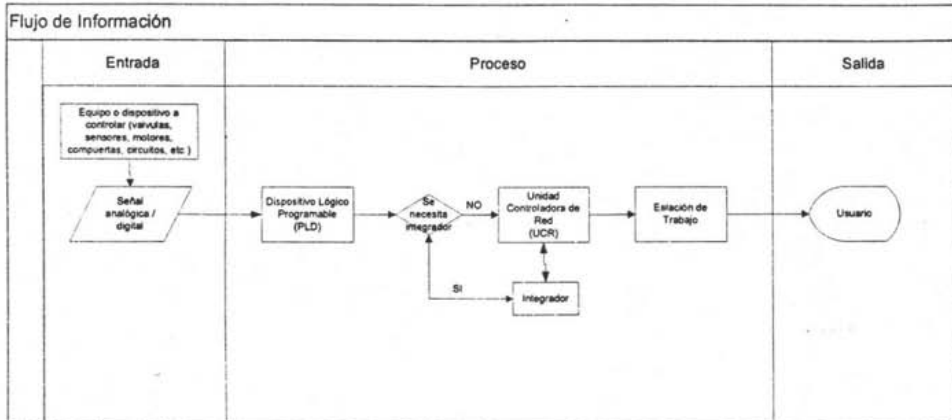 Flujo de Información
Entrada
Proceso
Salida
Equipo o dispositivo a
controlar (valvulas,
sensores, motores,
compuertas, circuitos, etc.)
Señal
analógica /
digital
Dispositivo Lógico
Programable
(PLD)
Se
necesita
integrador
NO
SI
Unidad
Controladora de
Red
(UCR)
Integrador
Estación de
Trabajo
Usuario